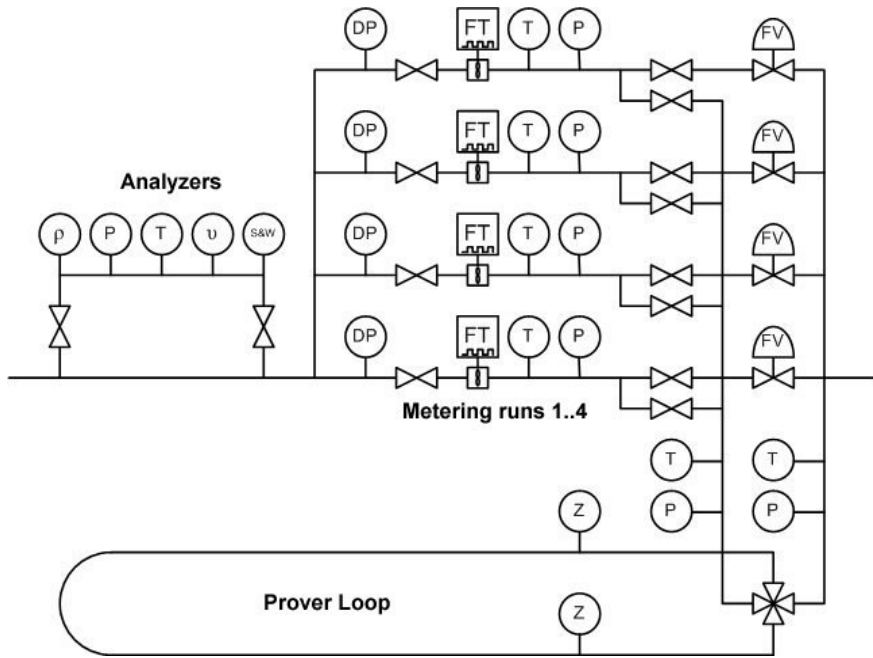 DP FT T P FV
DP FT T P FV
Analyzers
ρ P T υ S&W
DP FT T P FV
DP FT T P FV
Metering runs 1..4
T T
P P
Z
Prover Loop
Z